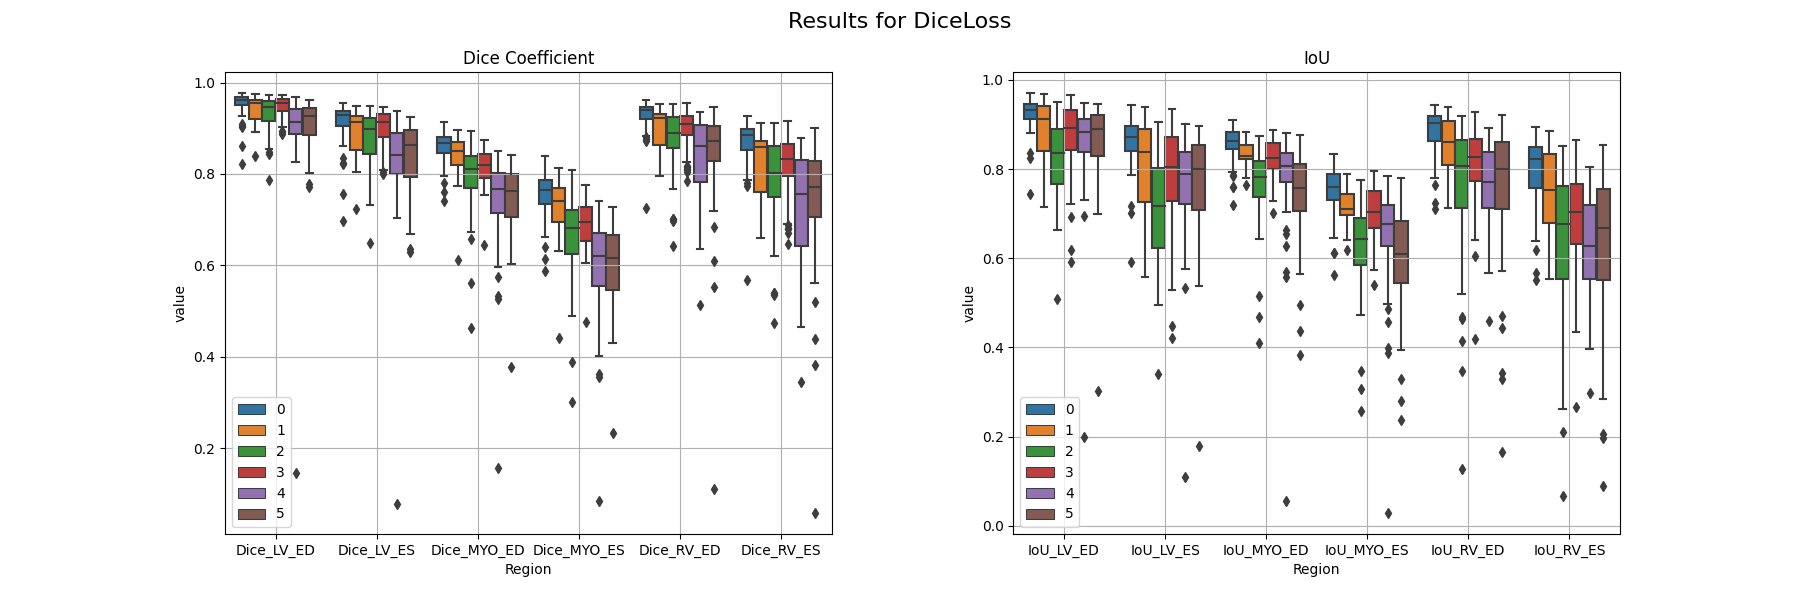 Results for DiceLoss
Dice Coefficient
value
1.0
0.8
0.6
0.4
0.2
0
1
2
3
4
5
Dice_LV_ED Dice_LV_ES Dice_MYO_ED Dice_MYO_ES Dice_RV_ED Dice_RV_ES
Region
IoU
value
1.0
0.8
0.6
0.4
0.2
0.0
0
1
2
3
4
5
IoU_LV_ED IoU_LV_ES IoU_MYO_ED IoU_MYO_ES IoU_RV_ED IoU_RV_ES
Region